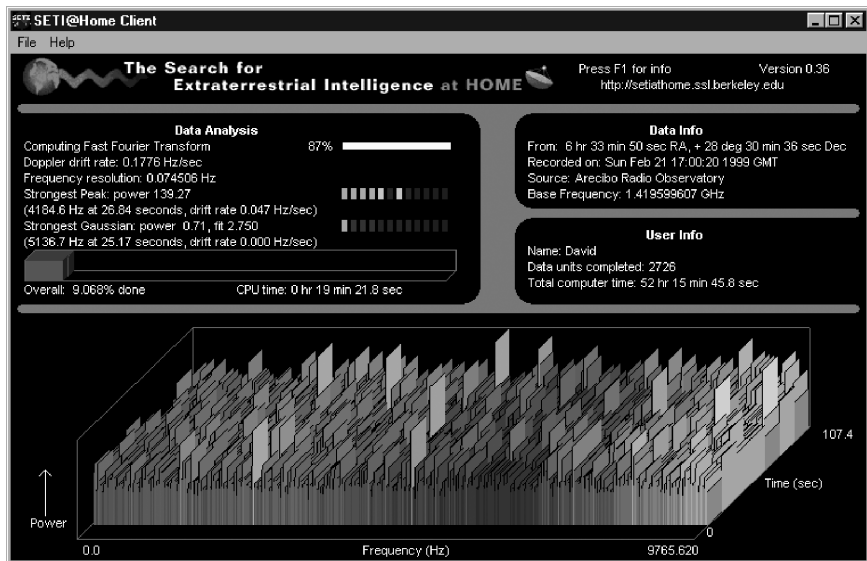 SETI@Home Client
File Help
The Search for
Extraterrestrial Intelligence at HOME
Press F1 for info Version 0.36
http://setiathome.ssl.berkeley.edu
Data Analysis
Computing Fast Fourier Transform 87%
Doppler drift rate: 0.1776 Hz/sec
Frequency resolution: 0.074506 Hz
Strongest Peak: power 139.27
(4184.6 Hz at 26.84 seconds, drift rate 0.047 Hz/sec)
Strongest Gaussian: power 0.71, fit 2.750
(5136.7 Hz at 25.17 seconds, drift rate 0.000 Hz/sec)
Overall: 9.068% done CPU time: 0 hr 19 min 21.8 sec
Data Info
From: 6 hr 33 min 50 sec RA, + 28 deg 30 min 36 sec Dec
Recorded on: Sun Feb 21 17:00:20 1999 GMT
Source: Arecibo Radio Observatory
Base Frequency: 1.419599607 GHz
User Info
Name: David
Data units completed: 2726
Total computer time: 52 hr 15 min 45.8 sec
107.4
Time (sec)
Power
0
0.0 Frequency (Hz) 9765.620